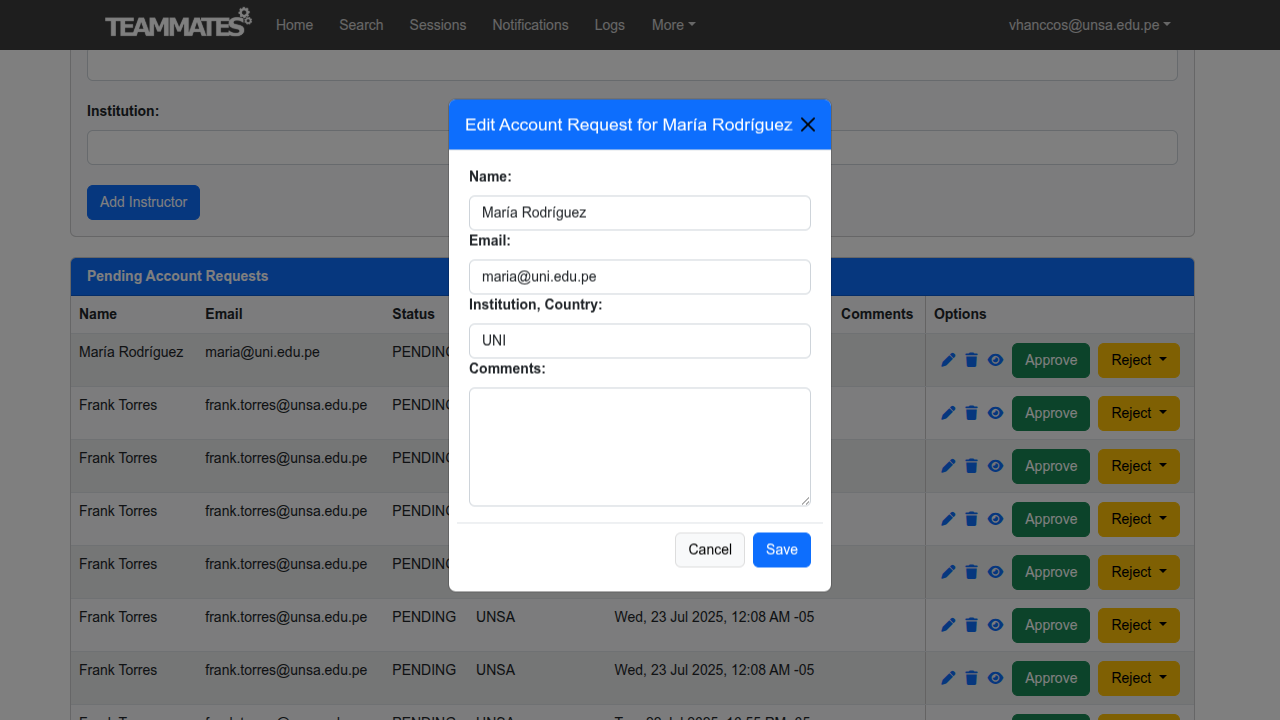 TEAMMATES Home Search Sessions Notifications Logs More vhanccos@unsa.edu.pe
Institution:
Add Instructor
Edit Account Request for María Rodríguez
Name:
María Rodríguez
Email:
maria@uni.edu.pe
Institution, Country:
UNI
Comments:
Cancel Save
Pending Account Requests
Name Email Status Comments Options
María Rodríguez maria@uni.edu.pe PENDING Approve Reject
Frank Torres frank.torres@unsa.edu.pe PENDING Approve Reject
Frank Torres frank.torres@unsa.edu.pe PENDING Approve Reject
Frank Torres frank.torres@unsa.edu.pe PENDING Approve Reject
Frank Torres frank.torres@unsa.edu.pe PENDING Approve Reject
Frank Torres frank.torres@unsa.edu.pe PENDING UNSA Wed, 23 Jul 2025, 12:08 AM -05 Approve Reject
Frank Torres frank.torres@unsa.edu.pe PENDING UNSA Wed, 23 Jul 2025, 12:08 AM -05 Approve Reject